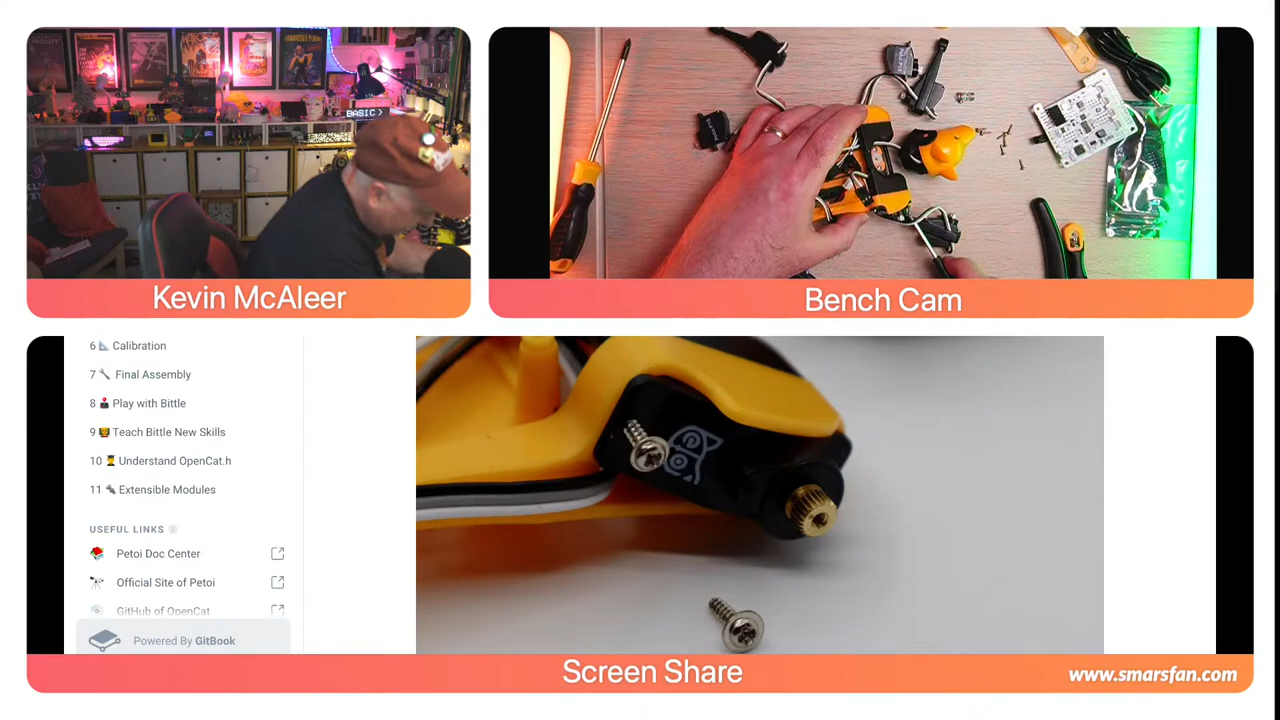 BASIC >
Kevin McAleer
Bench Cam
6 Calibration
7 Final Assembly
8 Play with Bittle
9 Teach Bittle New Skills
10 Understand OpenCat.h
11 Extensible Modules
USEFUL LINKS
Petoi Doc Center
Official Site of Petoi
GitHub of OpenCat
Powered By GitBook
Screen Share
www.smarsfan.com